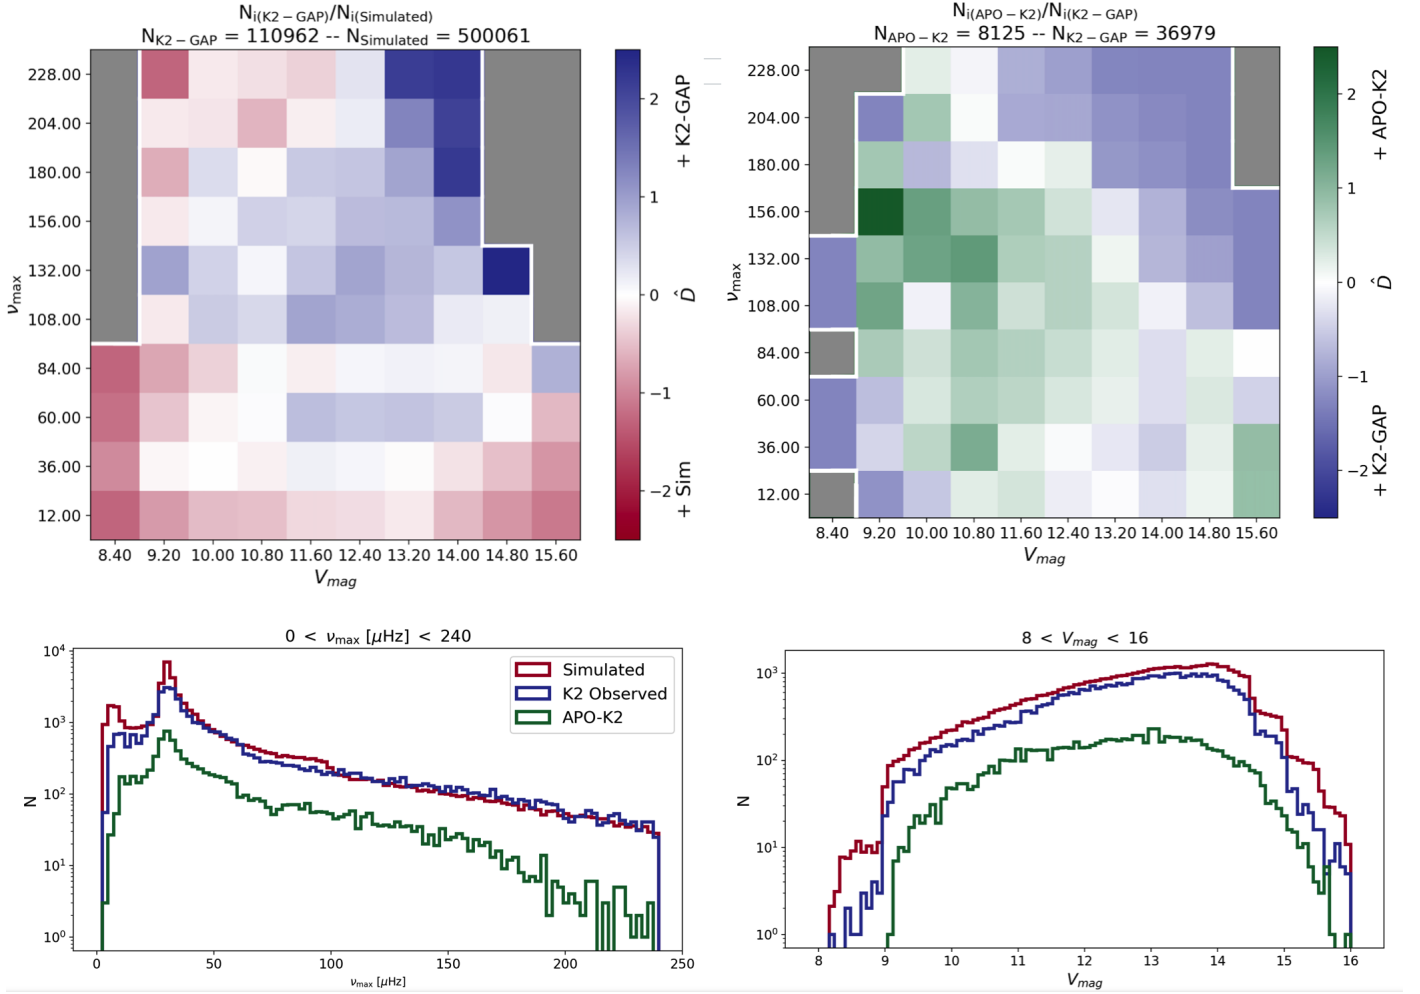 N_i(K2−GAP)/N_i(Simulated)
N_K2−GAP = 110962 -- N_Simulated = 500061
228.00
204.00
180.00
156.00
132.00
108.00
84.00
60.00
36.00
12.00
ν_max
8.40 9.20 10.00 10.80 11.60 12.40 13.20 14.00 14.80 15.60
V_mag
2
1
0
−1
−2
+ K2-GAP
D̂
+ Sim
N_i(APO−K2)/N_i(K2−GAP)
N_APO−K2 = 8125 -- N_K2−GAP = 36979
228.00
204.00
180.00
156.00
132.00
108.00
84.00
60.00
36.00
12.00
ν_max
8.40 9.20 10.00 10.80 11.60 12.40 13.20 14.00 14.80 15.60
V_mag
2
1
0
−1
−2
+ APO-K2
D̂
+ K2-GAP
0 < ν_max [μHz] < 240
10^4
10^3
10^2
10^1
10^0
N
Simulated
K2 Observed
APO-K2
0 50 100 150 200 250
ν_max [μHz]
8 < V_mag < 16
10^3
10^2
10^1
10^0
N
8 9 10 11 12 13 14 15 16
V_mag